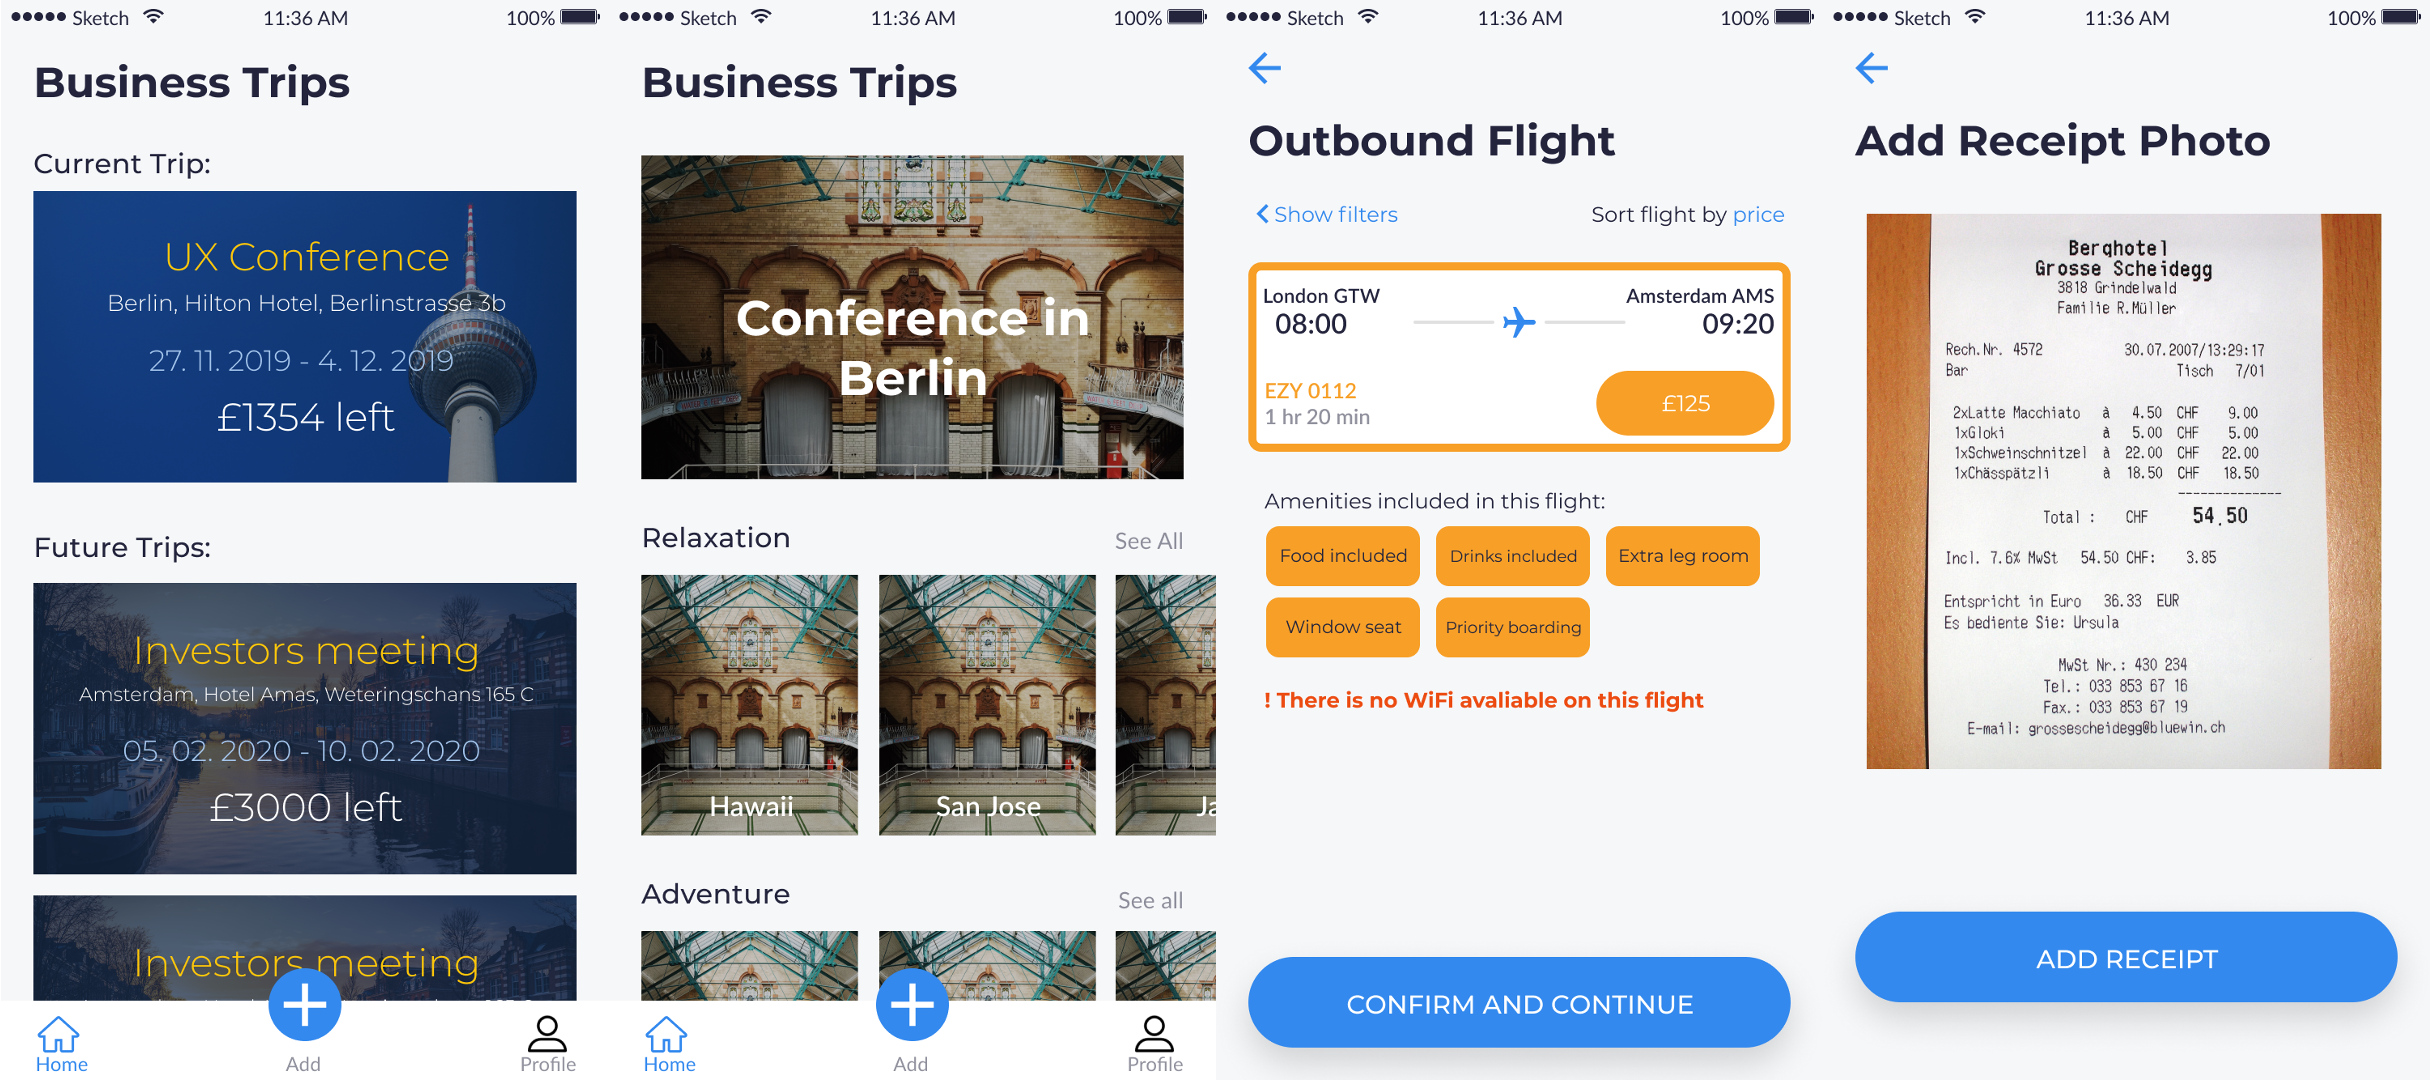 Sketch 11:36 AM 100%
Business Trips
Current Trip:
UX Conference
Berlin, Hilton Hotel, Berlinstrasse 3b
27. 11. 2019 - 4. 12. 2019
£1354 left
Future Trips:
Investors meeting
Amsterdam, Hotel Amas, Weteringschans 165 C
05. 02. 2020 - 10. 02. 2020
£3000 left
Investors meeting
Home Add Profile
Sketch 11:36 AM 100%
Business Trips
Conference in
Berlin
Relaxation See All
Hawaii San Jose Ja
Adventure See all
Home Add Profile
Sketch 11:36 AM 100%
Outbound Flight
Show filters Sort flight by price
London GTW Amsterdam AMS
08:00 09:20
EZY 0112
1 hr 20 min
£125
Amenities included in this flight:
Food included Drinks included Extra leg room
Window seat Priority boarding
! There is no WiFi avaliable on this flight
CONFIRM AND CONTINUE
Sketch 11:36 AM 100%
Add Receipt Photo
Berghotel
Grosse Scheidegg
3818 Grindelwald
Familie R.Müller
Rech.Nr. 4572 30.07.2007/13:29:17
Bar Tisch 7/01
2xLatte Macchiato à 4.50 CHF 9.00
1xGloki à 5.00 CHF 5.00
1xSchweinschnitzel à 22.00 CHF 22.00
1xChässpätzli à 18.50 CHF 18.50
--------------
Total : CHF 54.50
Incl. 7.6% MwSt 54.50 CHF: 3.85
Entspricht in Euro 36.33 EUR
Es bediente Sie: Ursula
MwSt Nr.: 430 234
Tel.: 033 853 67 16
Fax.: 033 853 67 19
E-mail: grossescheidegg@bluewin.ch
ADD RECEIPT